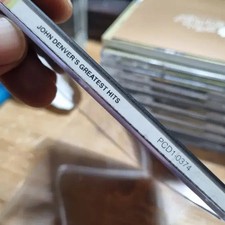 JOHN DENVER'S GREATEST HITS
PCD1-0374